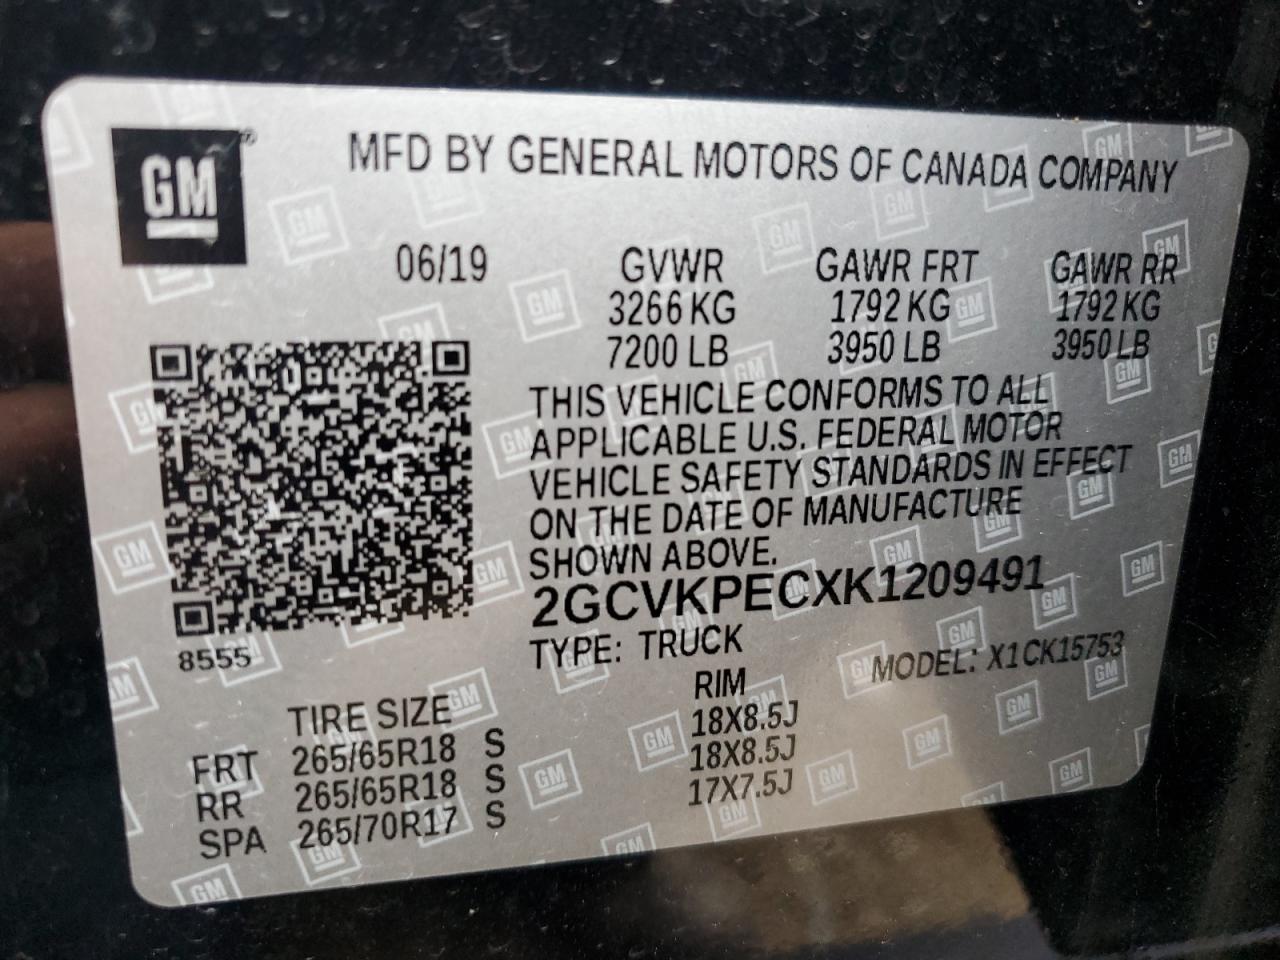 GM®
MFD BY GENERAL MOTORS OF CANADA COMPANY
06/19 GVWR GAWR FRT GAWR RR
3266 KG 1792 KG 1792 KG
7200 LB 3950 LB 3950 LB
THIS VEHICLE CONFORMS TO ALL
APPLICABLE U.S. FEDERAL MOTOR
VEHICLE SAFETY STANDARDS IN EFFECT
ON THE DATE OF MANUFACTURE
SHOWN ABOVE.
2GCVKPECXK1209491
8555
TYPE: TRUCK MODEL: X1CK15753
TIRE SIZE RIM
FRT 265/65R18 S 18X8.5J
RR 265/65R18 S 18X8.5J
SPA 265/70R17 S 17X7.5J